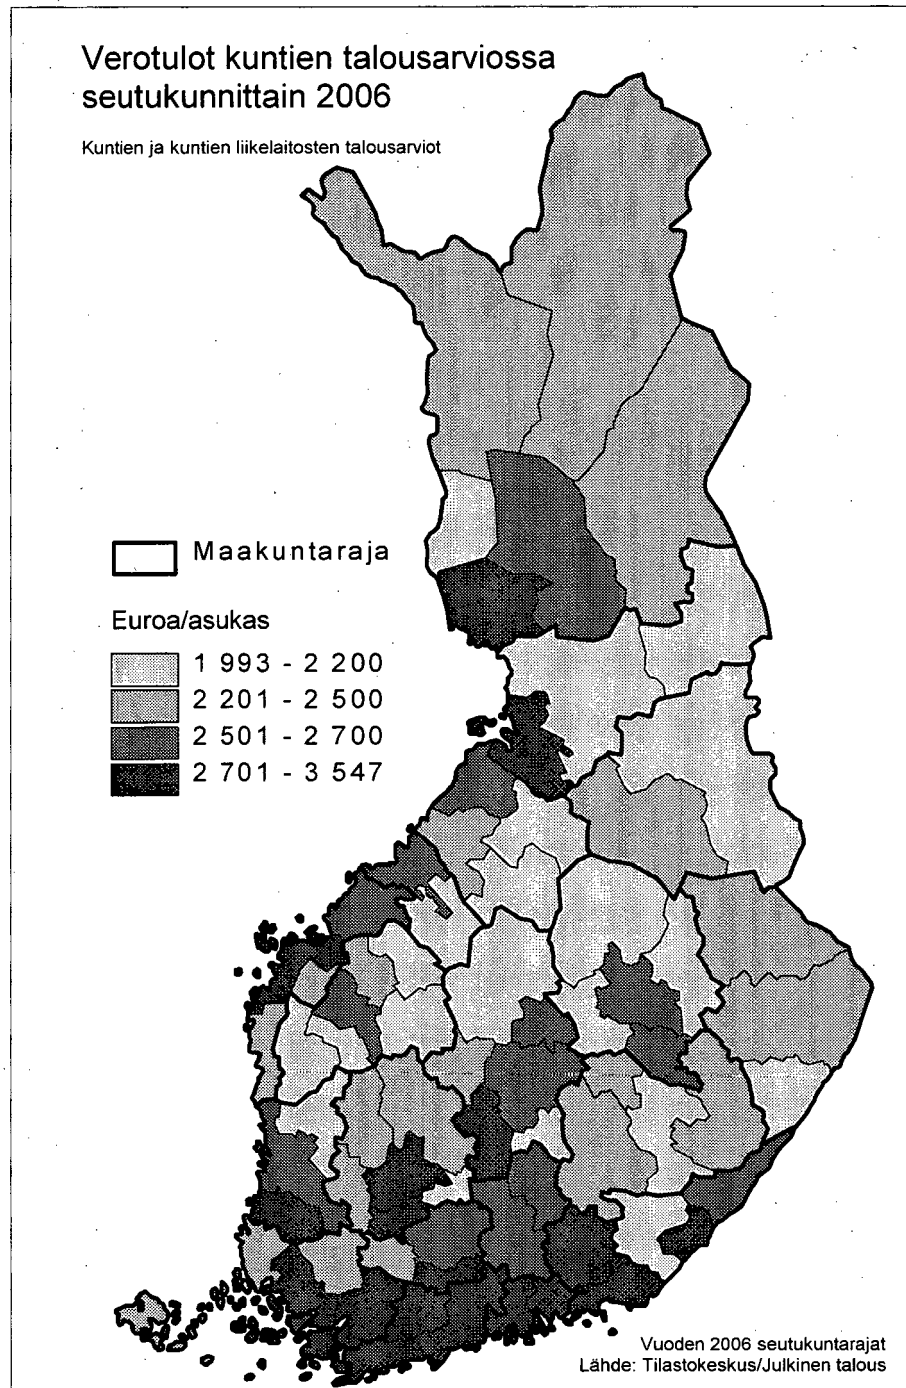 Verotulot kuntien talousarviossa
seutukunnittain 2006
Kuntien ja kuntien liikelaitosten talousarviot
Maakuntaraja
Euroa/asukas
1 993 - 2 200
2 201 - 2 500
2 501 - 2 700
2 701 - 3 547
Vuoden 2006 seutukuntarajat
Lähde: Tilastokeskus/Julkinen talous